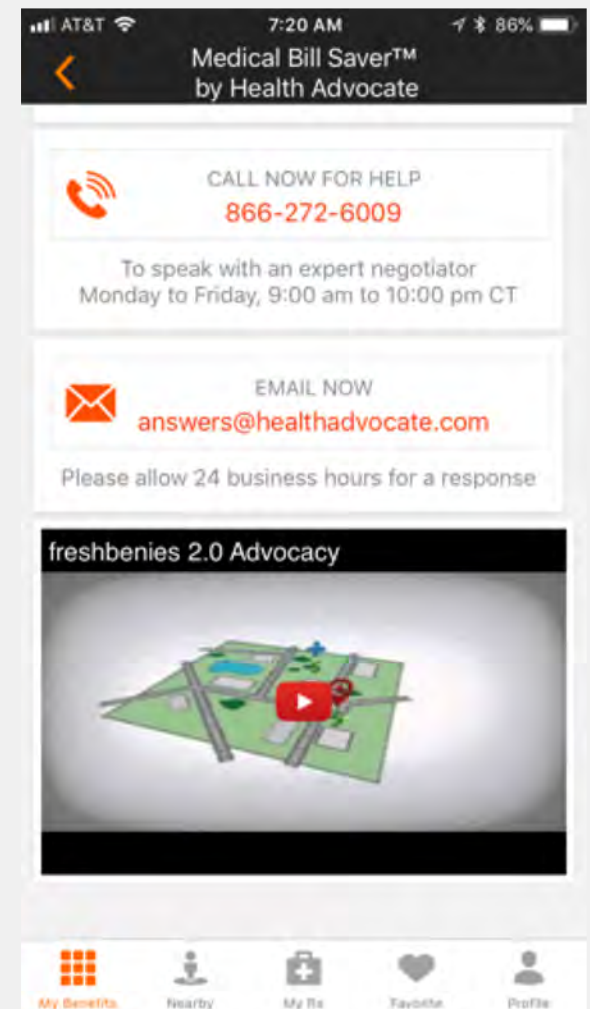 AT&T 7:20 AM 86%
Medical Bill Saver™
by Health Advocate
CALL NOW FOR HELP
866-272-6009
To speak with an expert negotiator
Monday to Friday, 9:00 am to 10:00 pm CT
EMAIL NOW
answers@healthadvocate.com
Please allow 24 business hours for a response
freshbenies 2.0 Advocacy
My Benefits Nearby My Rx Favorite Profile